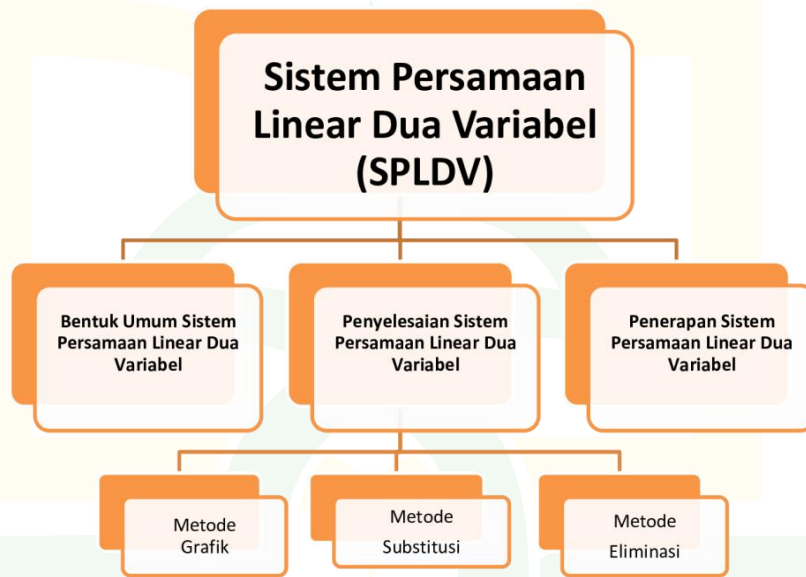 Sistem Persamaan
Linear Dua Variabel
(SPLDV)
Bentuk Umum Sistem
Persamaan Linear Dua
Variabel
Penyelesaian Sistem
Persamaan Linear Dua
Variabel
Penerapan Sistem
Persamaan Linear Dua
Variabel
Metode
Grafik
Metode
Substitusi
Metode
Eliminasi